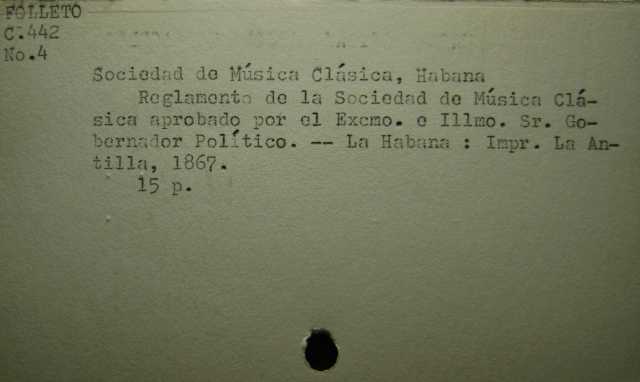 FOLLETO
C.442
No.4
Sociedad de Música Clásica, Habana
Reglamento de la Sociedad de Música Clá-
sica aprobado por el Excmo. e Illmo. Sr. Go-
bernador Político. -- La Habana : Impr. La An-
tilla, 1867.
15 p.